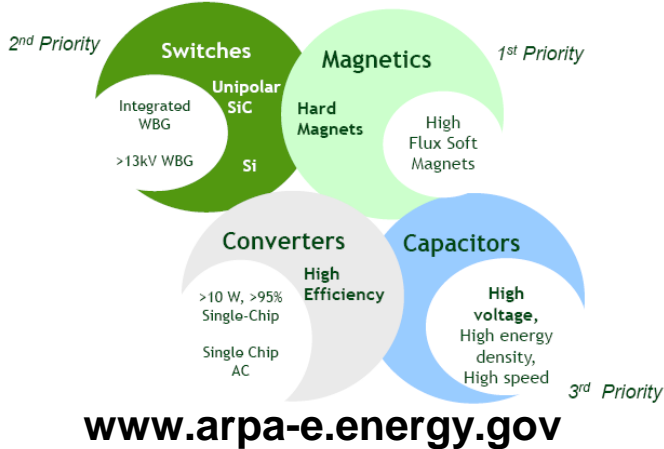 2nd Priority
Switches
Unipolar
SiC
Integrated
WBG
>13kV WBG
Si
1st Priority
Magnetics
Hard
Magnets
High
Flux Soft
Magnets
Converters
High
Efficiency
>10 W, >95%
Single-Chip
Single Chip
AC
Capacitors
High
voltage,
High energy
density,
High speed
3rd Priority
www.arpa-e.energy.gov